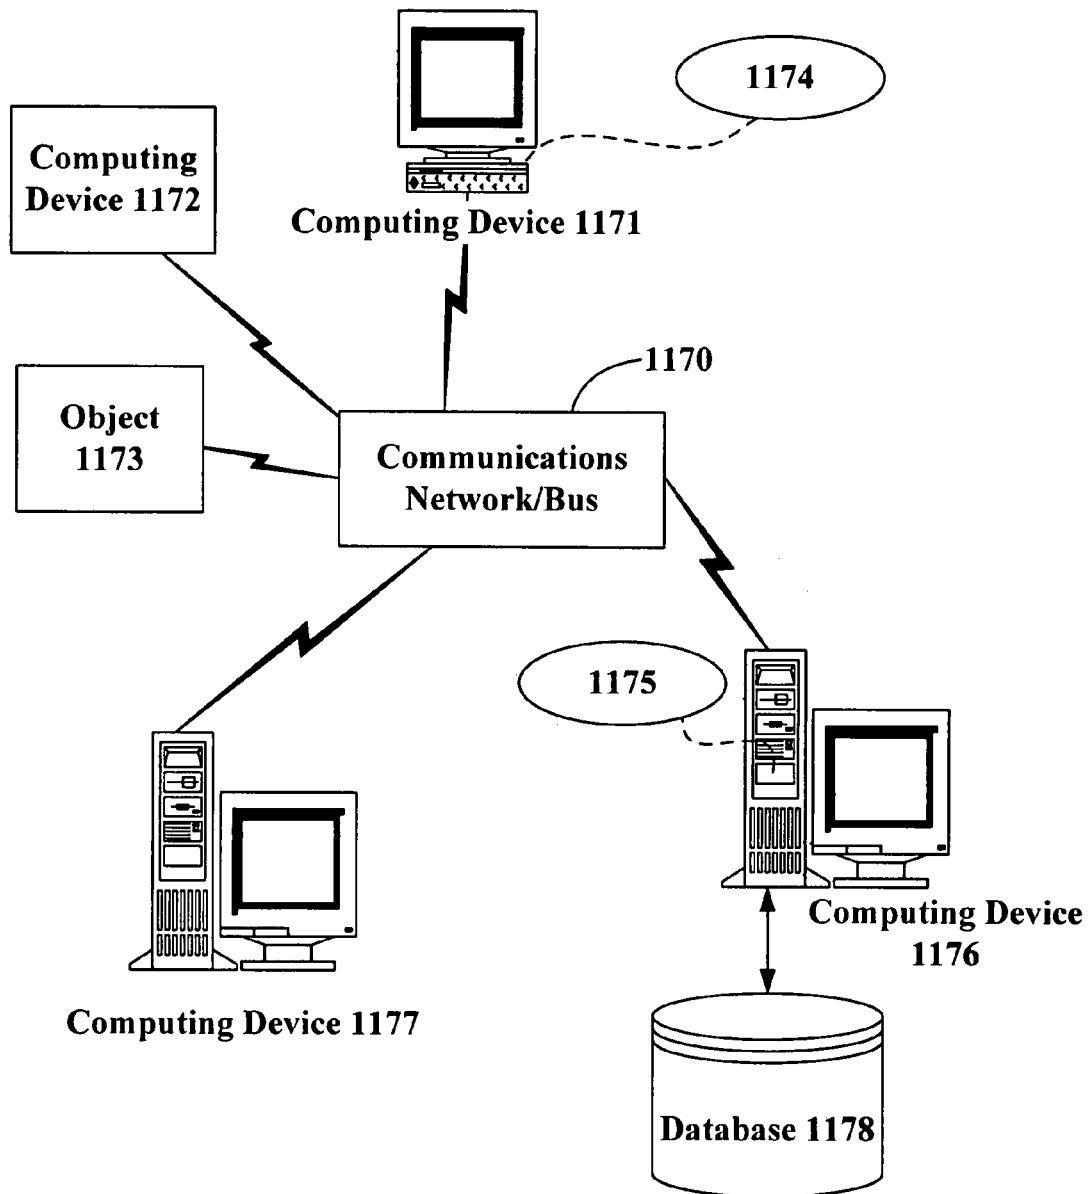 1174
Computing
Device 1172
Computing Device 1171
1170
Object
1173
Communications
Network/Bus
1175
Computing Device
1176
Computing Device 1177
Database 1178